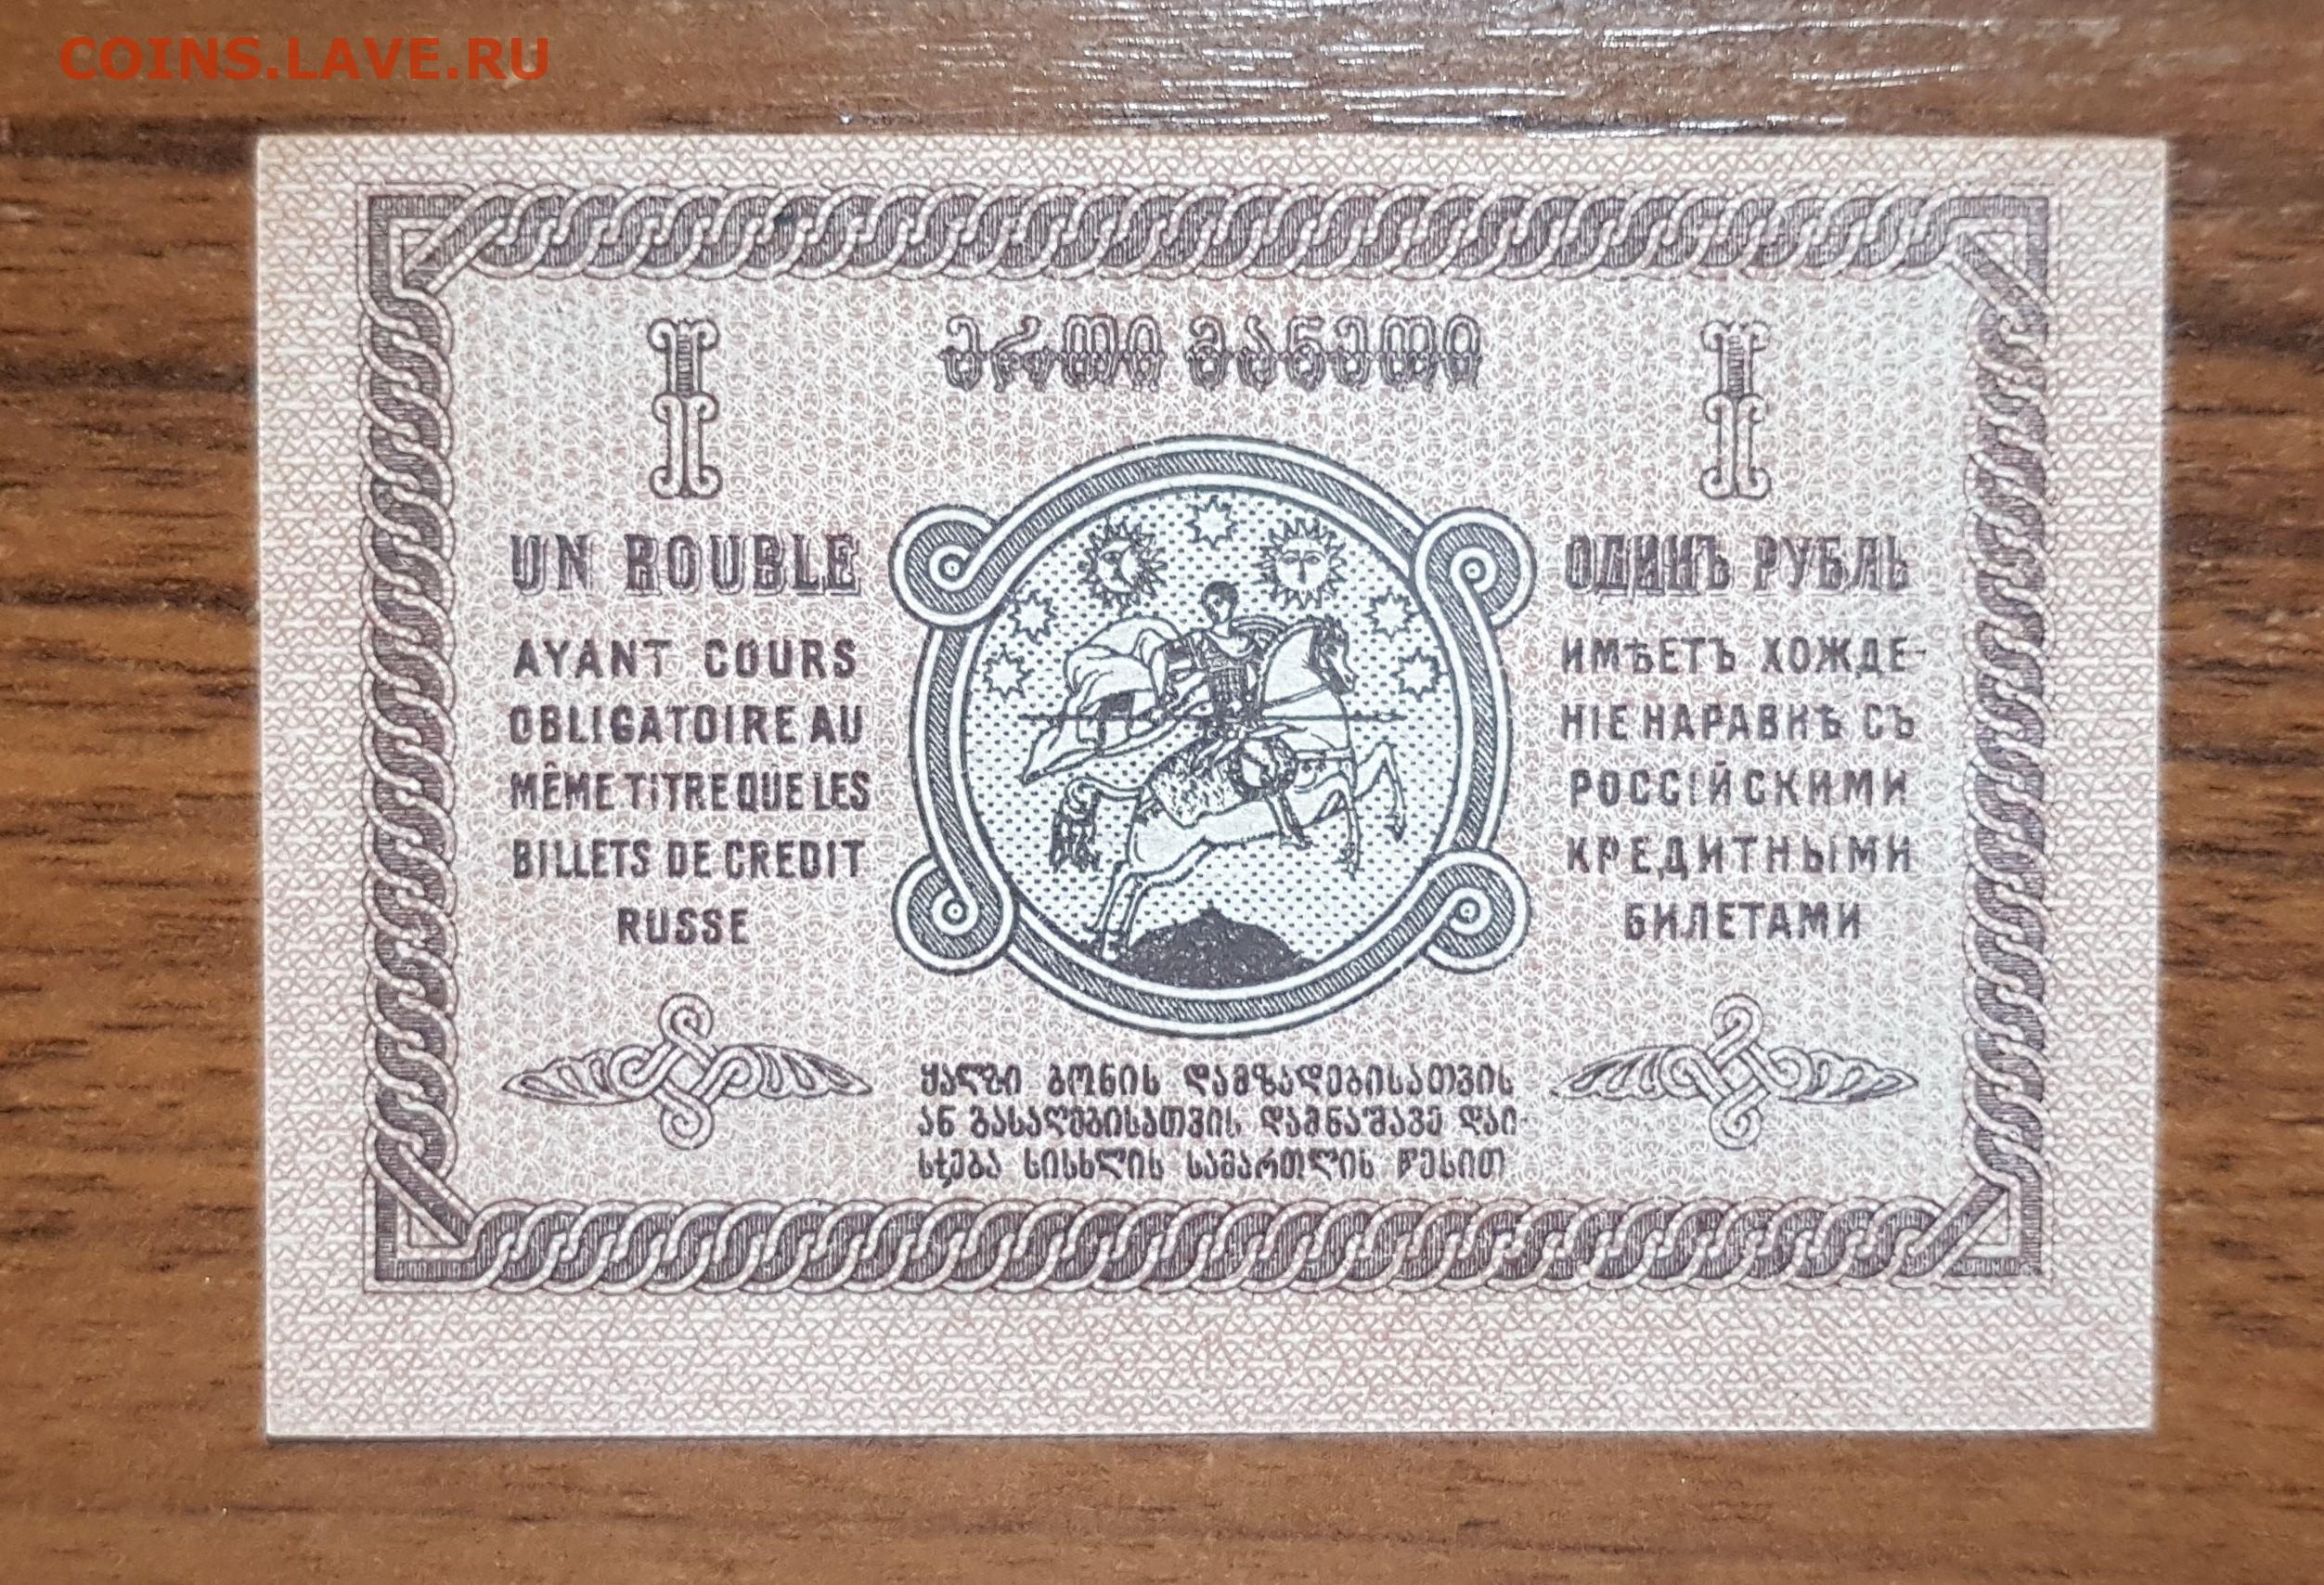 COINS.LAVE.RU
ერთი მანეთი
I
I
UN ROUBLE
AYANT COURS
OBLIGATOIRE AU
MÊME TITRE QUE LES
BILLETS DE CREDIT
RUSSE
ОДИНЪ РУБЛЬ
ИМѢЕТЪ ХОЖДЕ-
НІЕ НАРАВНѢ СЪ
РОССІЙСКИМИ
КРЕДИТНЫМИ
БИЛЕТАМИ
ყალბი ბონის დამზადებისათვის
ან გასაღებისათვის დამნაშავე დაი-
სჯება სისხლის სამართლის წესით